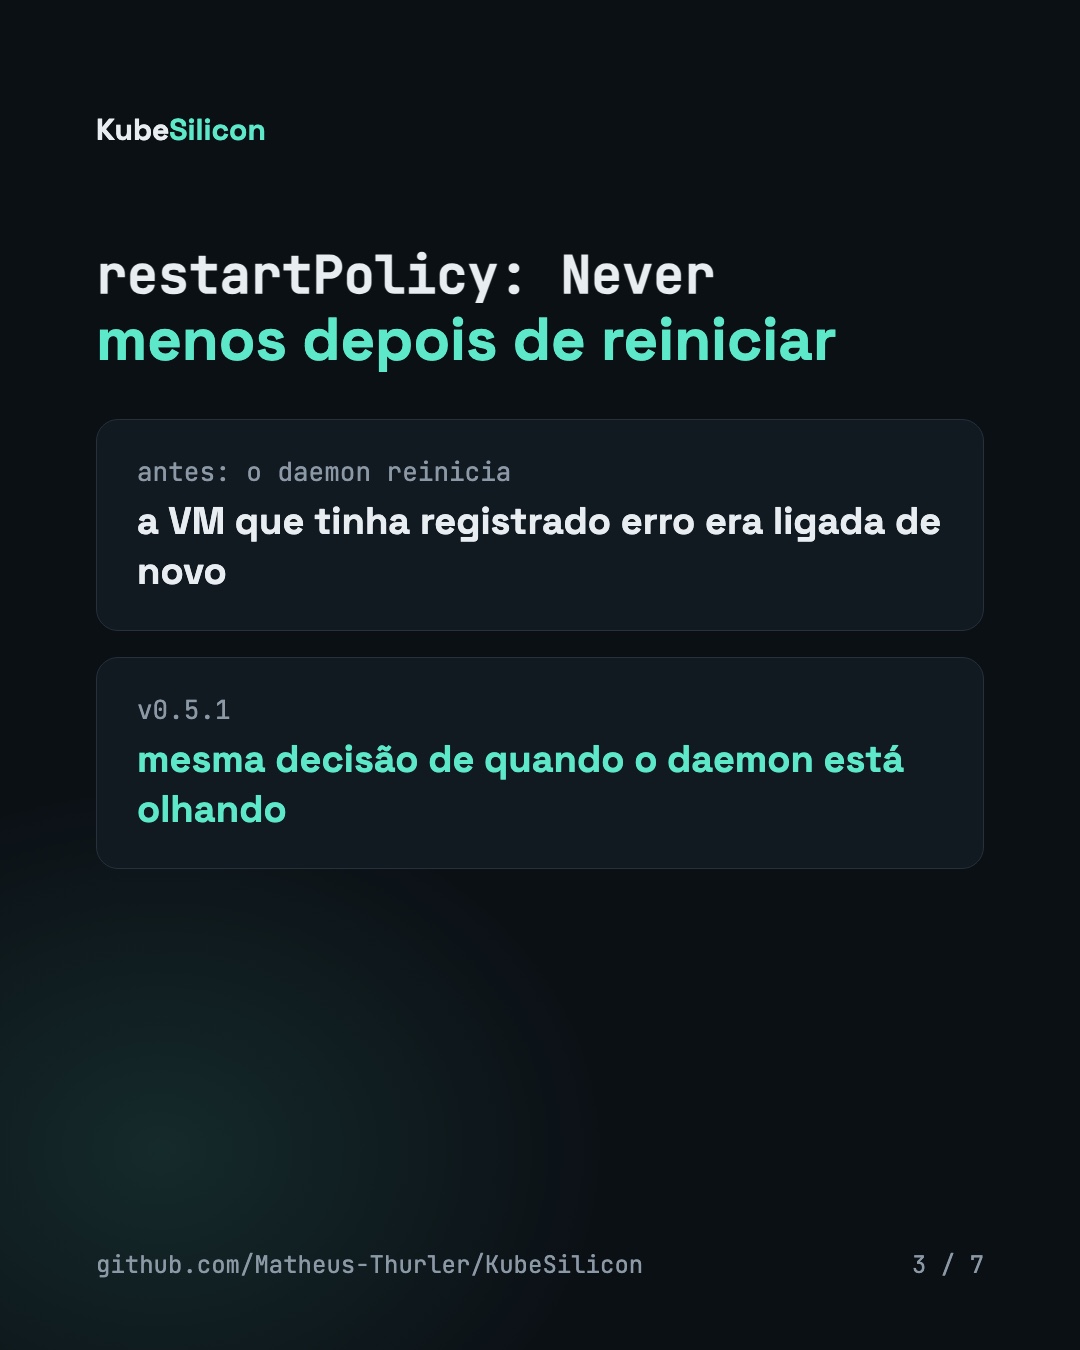 KubeSilicon
restartPolicy: Never
menos depois de reiniciar
antes: o daemon reinicia
a VM que tinha registrado erro era ligada de
novo
v0.5.1
mesma decisão de quando o daemon está
olhando
github.com/Matheus-Thurler/KubeSilicon
3 / 7